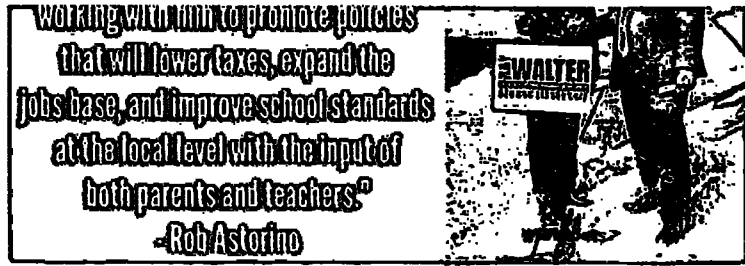 working with him to promote policies
that will lower taxes, expand the
jobs base, and improve school standards
at the local level with the input of
both parents and teachers."
-Rob Astorino
WALTER